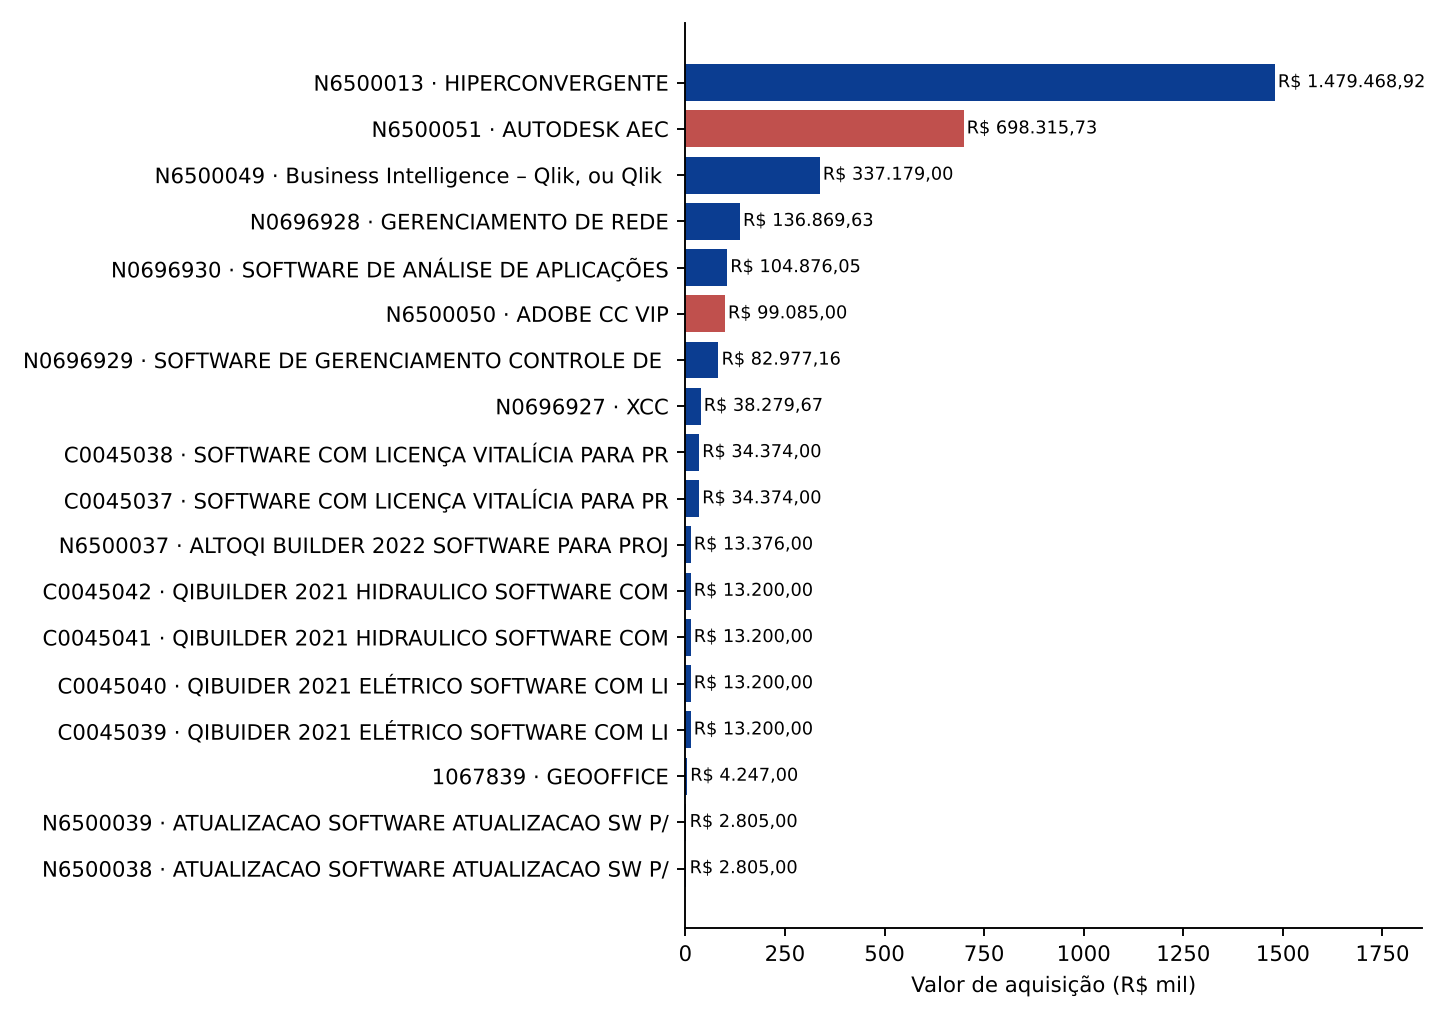 N6500013 · HIPERCONVERGENTE R$ 1.479.468,92
N6500051 · AUTODESK AEC R$ 698.315,73
N6500049 · Business Intelligence – Qlik, ou Qlik R$ 337.179,00
N0696928 · GERENCIAMENTO DE REDE R$ 136.869,63
N0696930 · SOFTWARE DE ANÁLISE DE APLICAÇÕES R$ 104.876,05
N6500050 · ADOBE CC VIP R$ 99.085,00
N0696929 · SOFTWARE DE GERENCIAMENTO CONTROLE DE R$ 82.977,16
N0696927 · XCC R$ 38.279,67
C0045038 · SOFTWARE COM LICENÇA VITALÍCIA PARA PR R$ 34.374,00
C0045037 · SOFTWARE COM LICENÇA VITALÍCIA PARA PR R$ 34.374,00
N6500037 · ALTOQI BUILDER 2022 SOFTWARE PARA PROJ R$ 13.376,00
C0045042 · QIBUILDER 2021 HIDRAULICO SOFTWARE COM R$ 13.200,00
C0045041 · QIBUILDER 2021 HIDRAULICO SOFTWARE COM R$ 13.200,00
C0045040 · QIBUIDER 2021 ELÉTRICO SOFTWARE COM LI R$ 13.200,00
C0045039 · QIBUIDER 2021 ELÉTRICO SOFTWARE COM LI R$ 13.200,00
1067839 · GEOOFFICE R$ 4.247,00
N6500039 · ATUALIZACAO SOFTWARE ATUALIZACAO SW P/ R$ 2.805,00
N6500038 · ATUALIZACAO SOFTWARE ATUALIZACAO SW P/ R$ 2.805,00
0 250 500 750 1000 1250 1500 1750
Valor de aquisição (R$ mil)